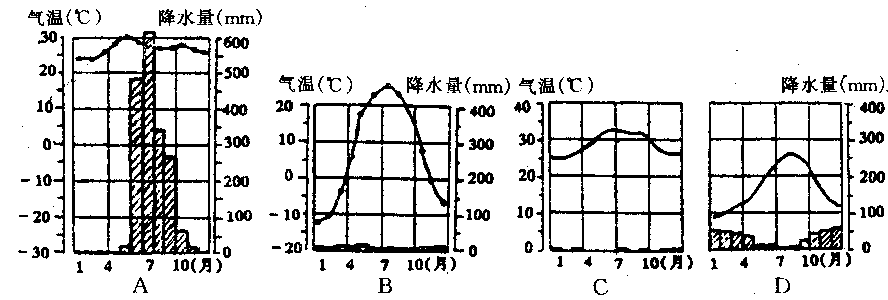 气温(℃) 降水量(mm)
30 600
20 500
10 400
0 300
-10 200
-20 100
-30 0
1 4 7 10(月)
A
气温(℃) 降水量(mm)
20 400
10 300
0 200
-10 100
-20 0
1 4 7 10(月)
B
气温(℃)
40
30
20
10
0
1 4 7 10(月)
C
降水量(mm)
400
300
200
100
0
1 4 7 10(月)
D